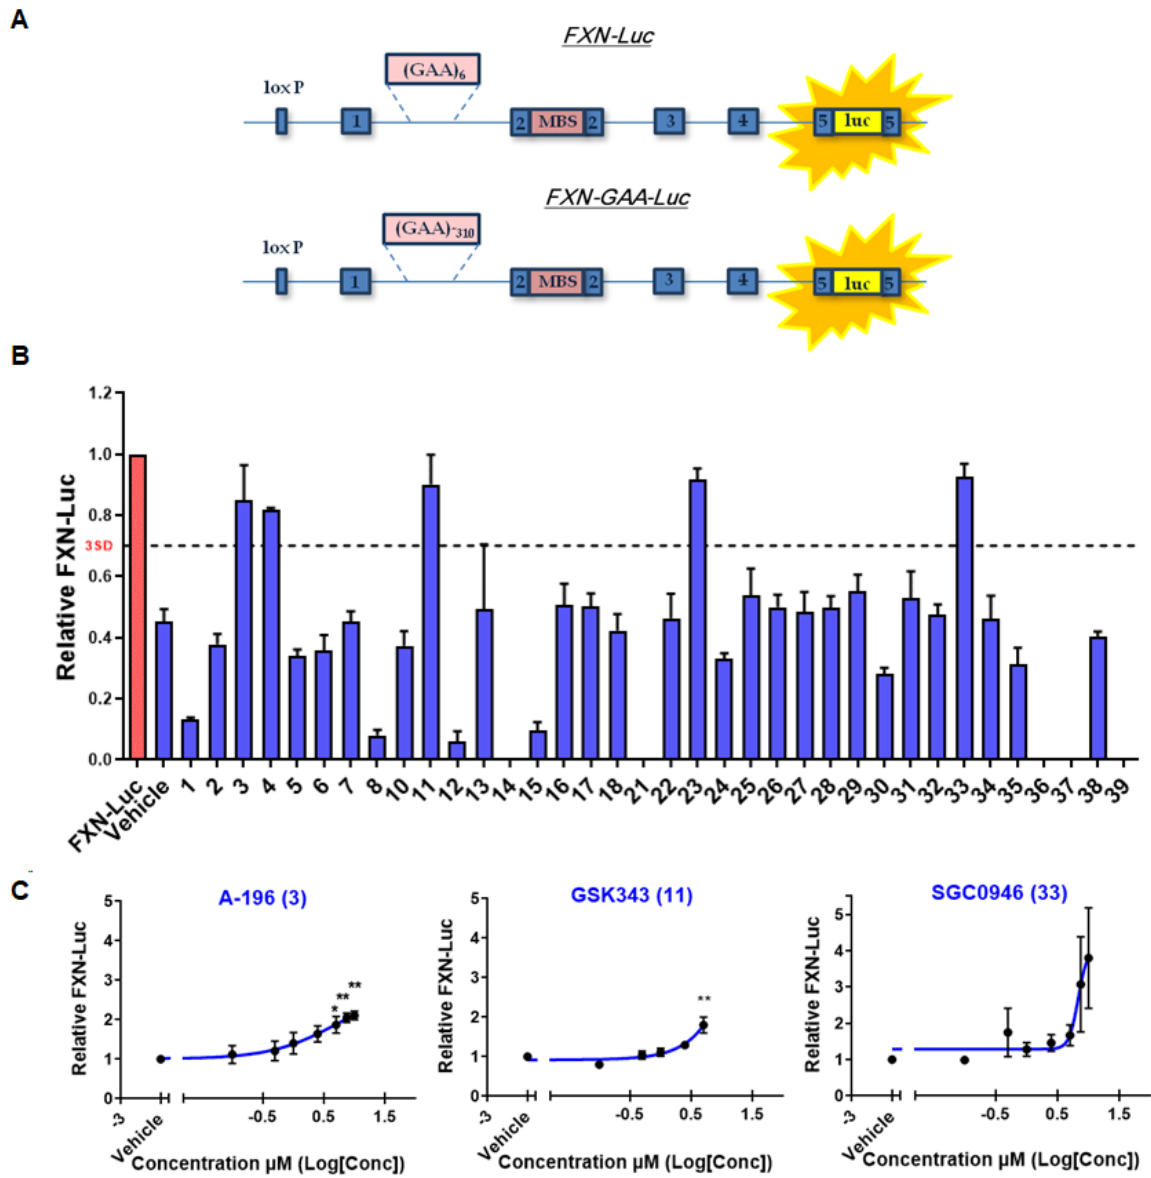 A
FXN-Luc
(GAA)6
lox P
1
2 MBS 2
3
4
5 luc 5
FXN-GAA-Luc
(GAA)~310
lox P
1
2 MBS 2
3
4
5 luc 5
B
Relative FXN-Luc
1.2
1.0
0.8
3SD
0.6
0.4
0.2
0.0
FXN-Luc Vehicle 1 2 3 4 5 6 7 8 10 11 12 13 14 15 16 17 18 21 22 23 24 25 26 27 28 29 30 31 32 33 34 35 36 37 38 39
C
A-196 (3)
Relative FXN-Luc
5
4
3
2
1
0
* ** **
-3 Vehicle -0.5 0.5 1.5
Concentration µM (Log[Conc])
GSK343 (11)
Relative FXN-Luc
5
4
3
2
1
0
**
-3 Vehicle -0.5 0.5 1.5
Concentration µM (Log[Conc])
SGC0946 (33)
Relative FXN-Luc
5
4
3
2
1
0
-3 Vehicle -0.5 0.5 1.5
Concentration µM (Log[Conc])